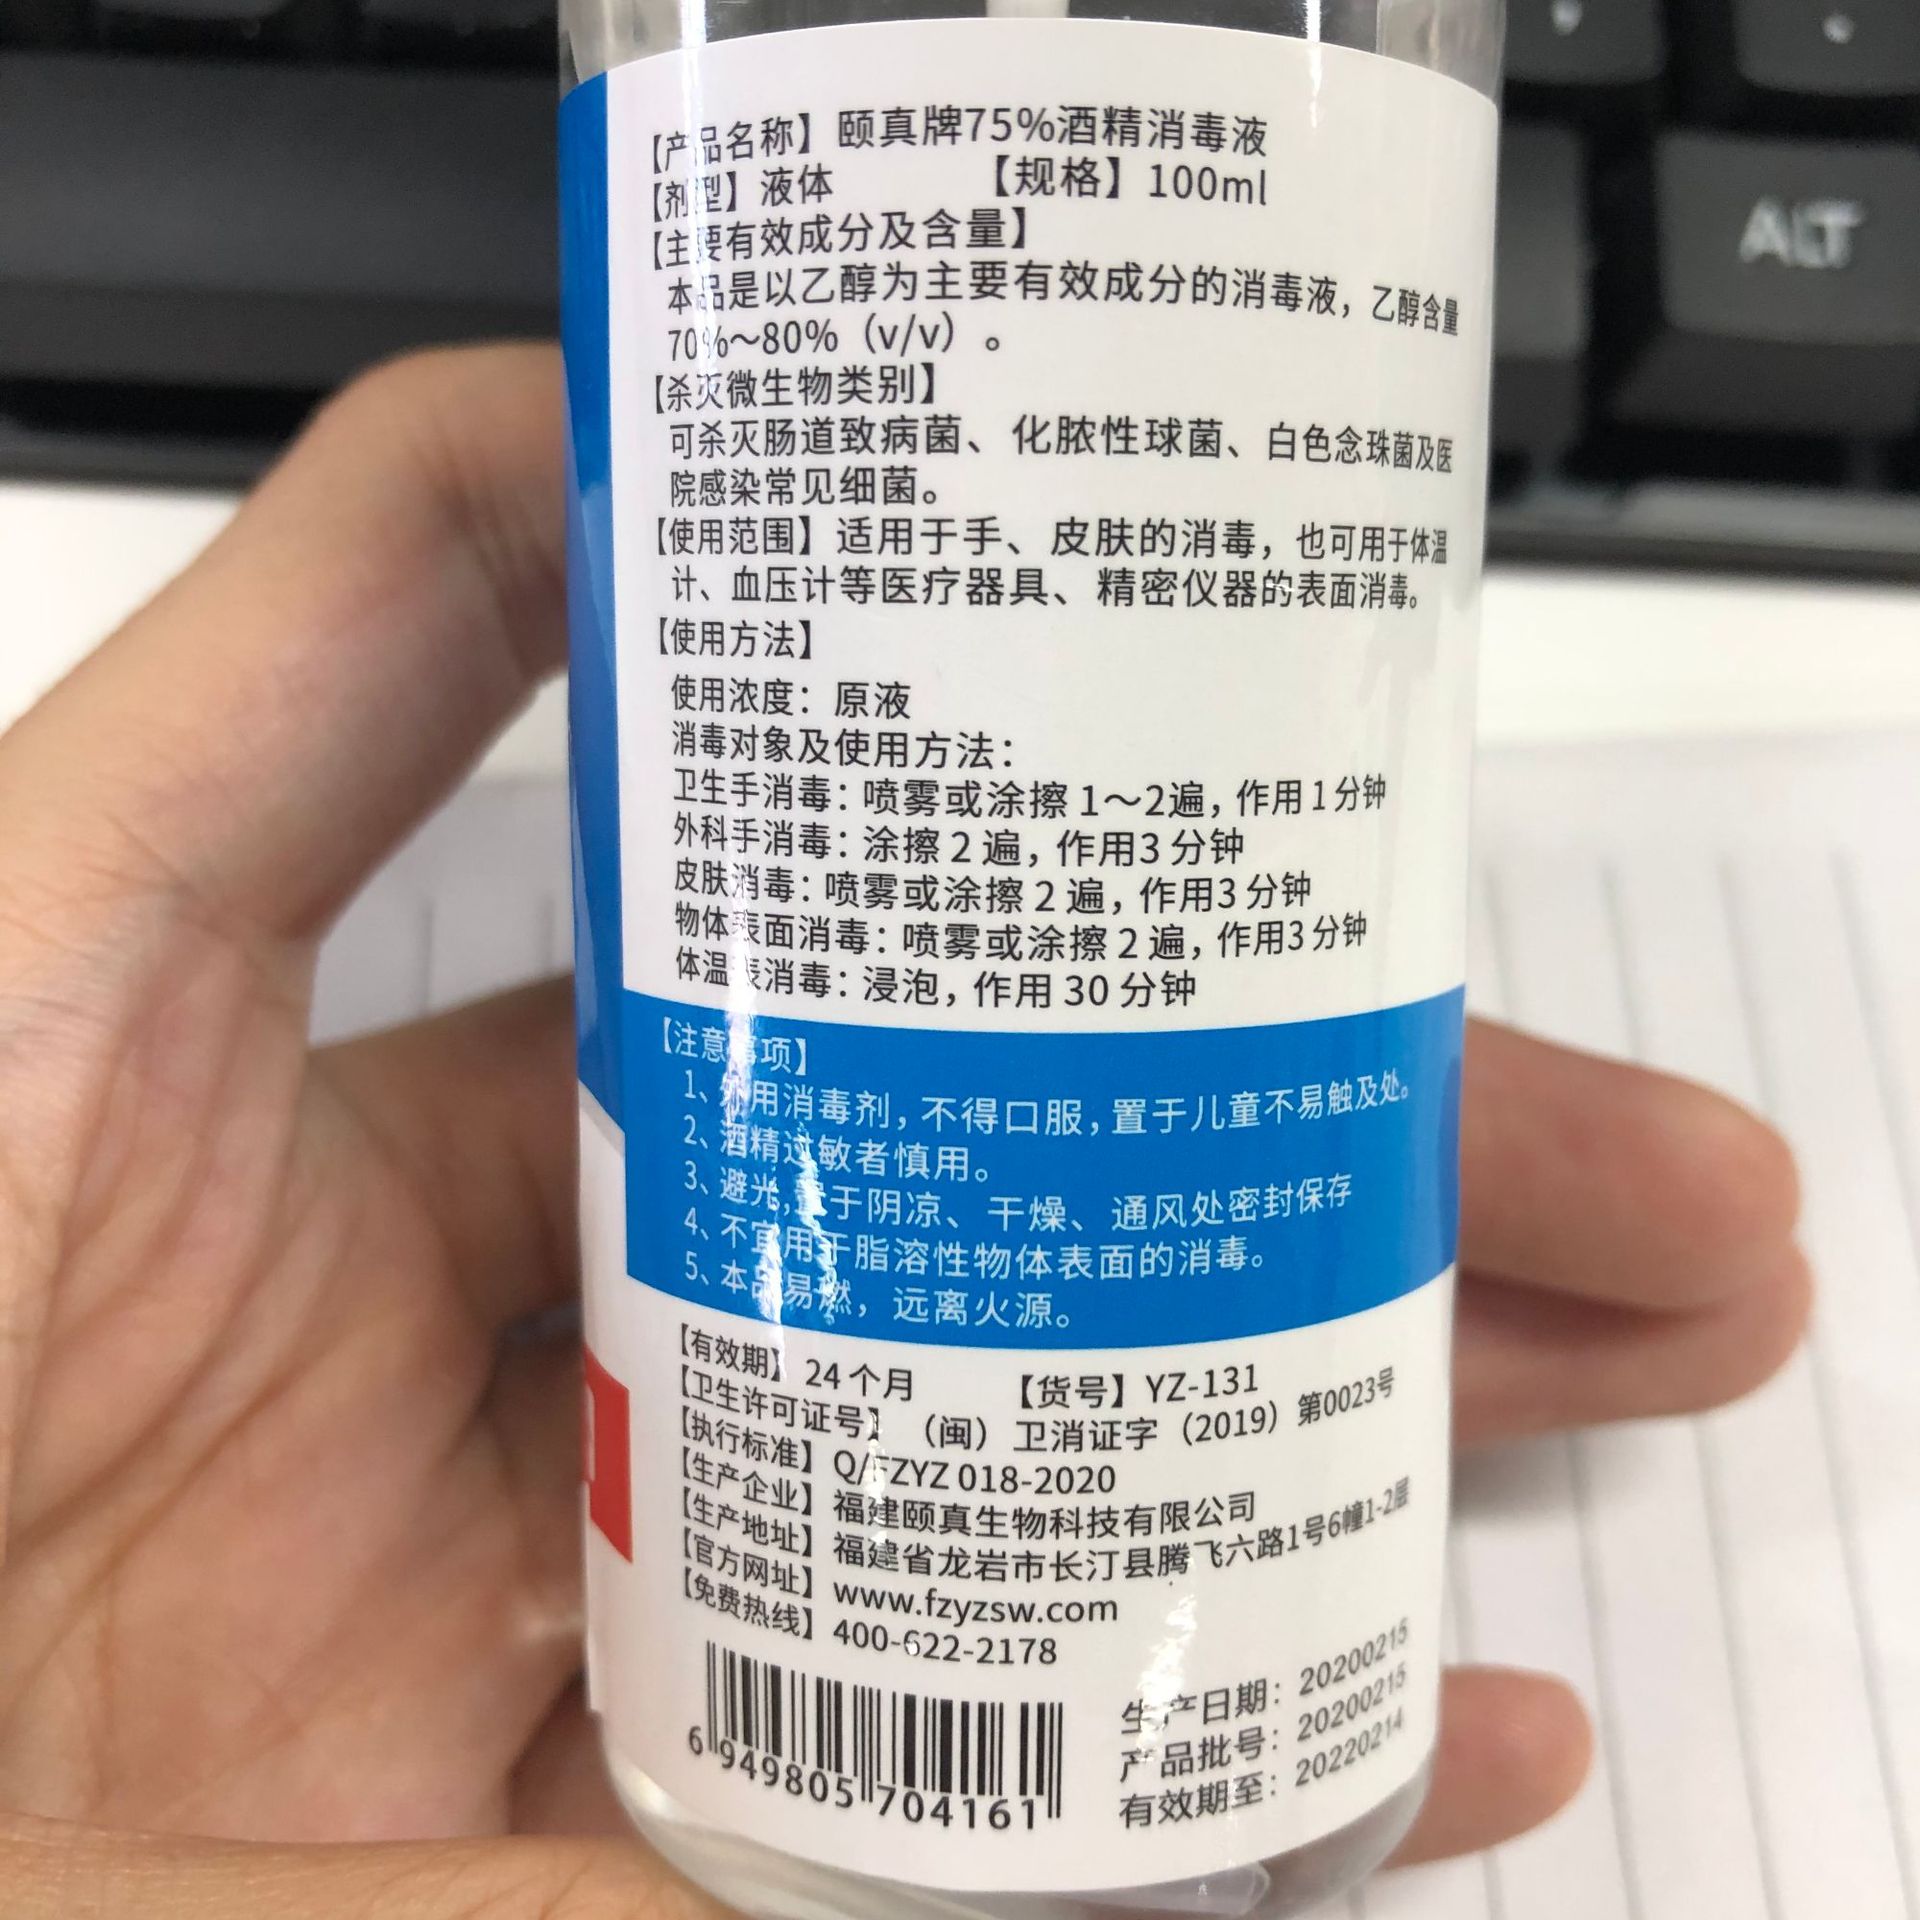 【产品名称】颐真牌75%酒精消毒液
【剂型】液体 【规格】100ml
【主要有效成分及含量】
本品是以乙醇为主要有效成分的消毒液，乙醇含量
70%～80%（v/v）。
【杀灭微生物类别】
可杀灭肠道致病菌、化脓性球菌、白色念珠菌及医
院感染常见细菌。
【使用范围】适用于手、皮肤的消毒，也可用于体温
计、血压计等医疗器具、精密仪器的表面消毒。
【使用方法】
使用浓度：原液
消毒对象及使用方法：
卫生手消毒：喷雾或涂擦1～2遍，作用1分钟
外科手消毒：涂擦2遍，作用3分钟
皮肤消毒：喷雾或涂擦2遍，作用3分钟
物体表面消毒：喷雾或涂擦2遍，作用3分钟
体温表消毒：浸泡，作用30分钟
【注意事项】
1、外用消毒剂，不得口服，置于儿童不易触及处。
2、酒精过敏者慎用。
3、避光，置于阴凉、干燥、通风处密封保存
4、不宜用于脂溶性物体表面的消毒。
5、本品易燃，远离火源。
【有效期】24个月 【货号】YZ-131
【卫生许可证号】（闽）卫消证字（2019）第0023号
【执行标准】Q/FZYZ 018-2020
【生产企业】福建颐真生物科技有限公司
【生产地址】福建省龙岩市长汀县腾飞六路1号6幢1-2层
【官方网址】www.fzyzsw.com
【免费热线】400-622-2178
6 949805 704161
生产日期：20200215
产品批号：20200215
有效期至：20220214
ALT